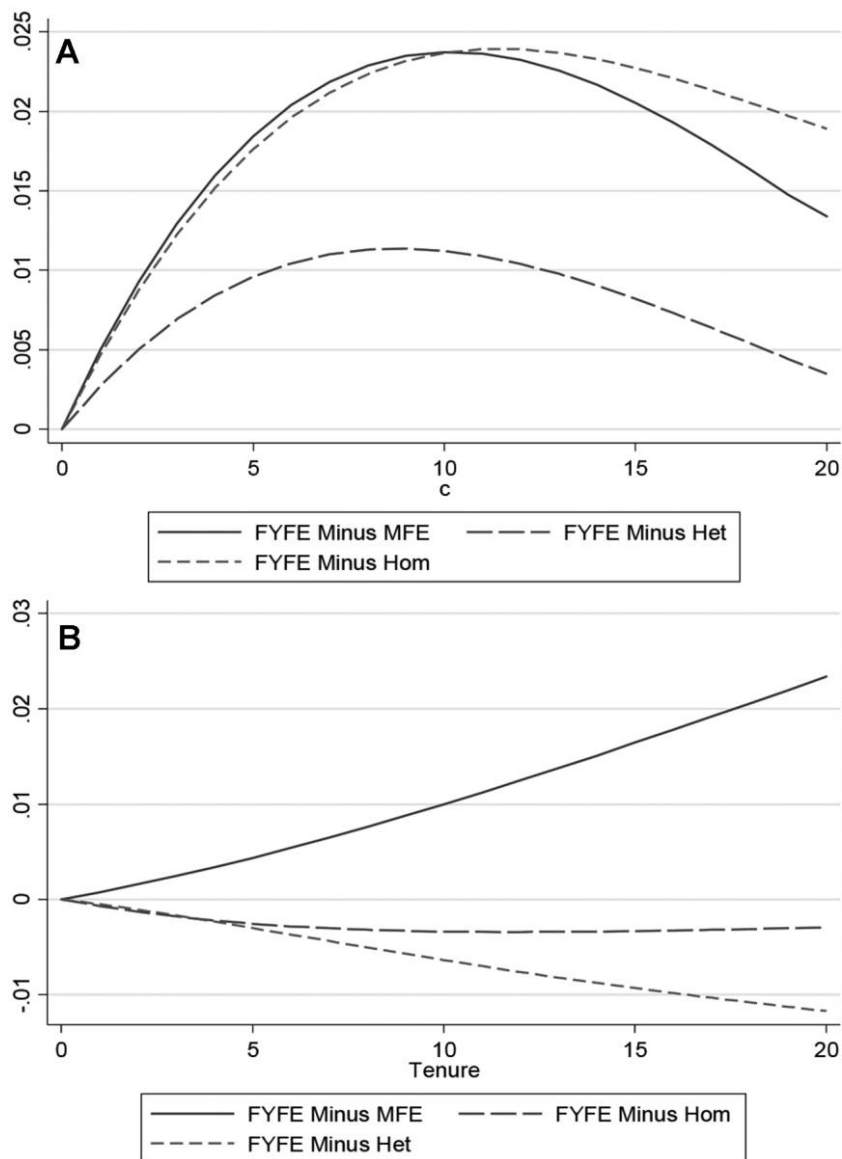 A
.025
.02
.015
.01
.005
0
0 5 10 15 20
c
FYFE Minus MFE FYFE Minus Het
FYFE Minus Hom
B
.03
.02
.01
0
-.01
0 5 10 15 20
Tenure
FYFE Minus MFE FYFE Minus Hom
FYFE Minus Het